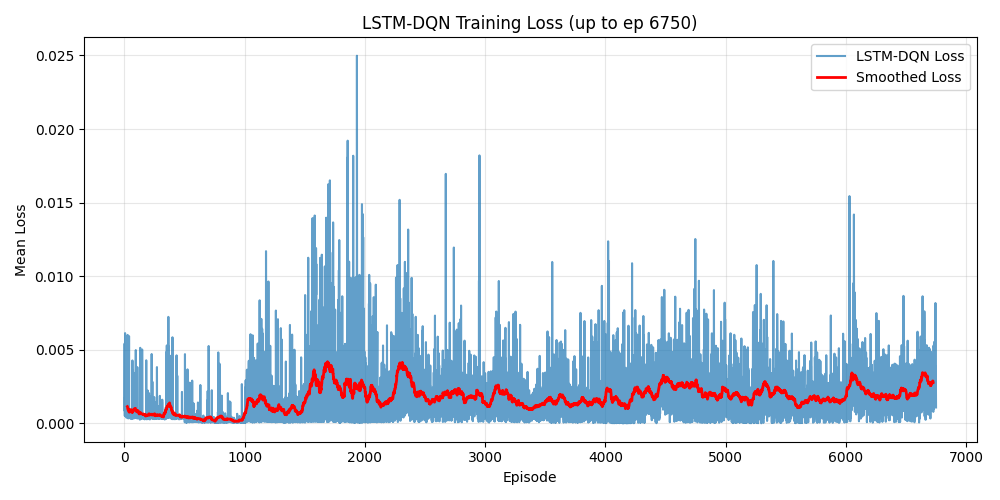 LSTM-DQN Training Loss (up to ep 6750)
LSTM-DQN Loss
Smoothed Loss
Mean Loss
0.025
0.020
0.015
0.010
0.005
0.000
0 1000 2000 3000 4000 5000 6000 7000
Episode